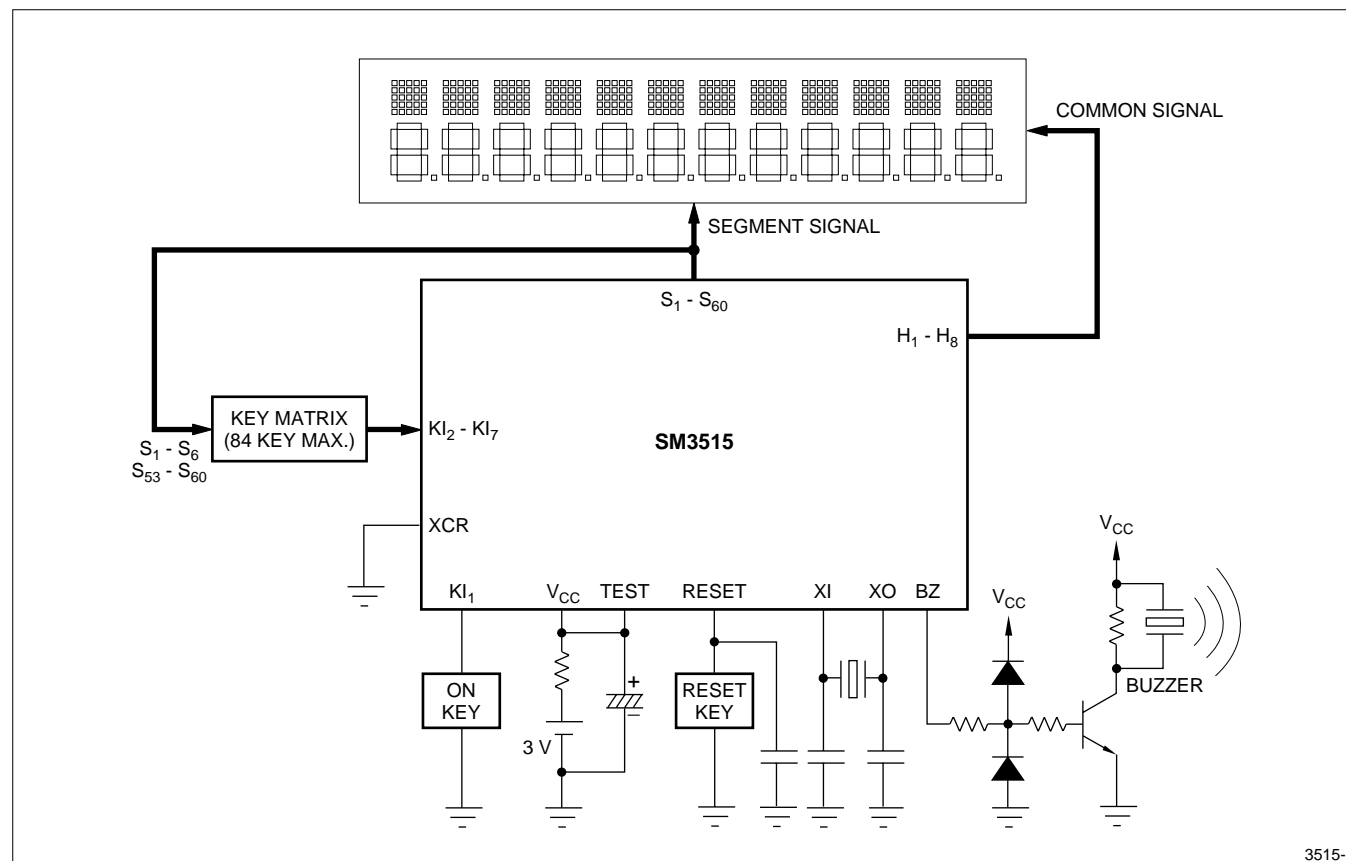 COMMON SIGNAL
SEGMENT SIGNAL
S1 - S60
H1 - H8
KEY MATRIX
(84 KEY MAX.)
KI2 - KI7
SM3515
S1 - S6
S53 - S60
XCR
VCC
KI1
VCC
TEST
RESET
XI
XO
BZ
VCC
ON
KEY
+
−
RESET
KEY
BUZZER
3 V
3515-